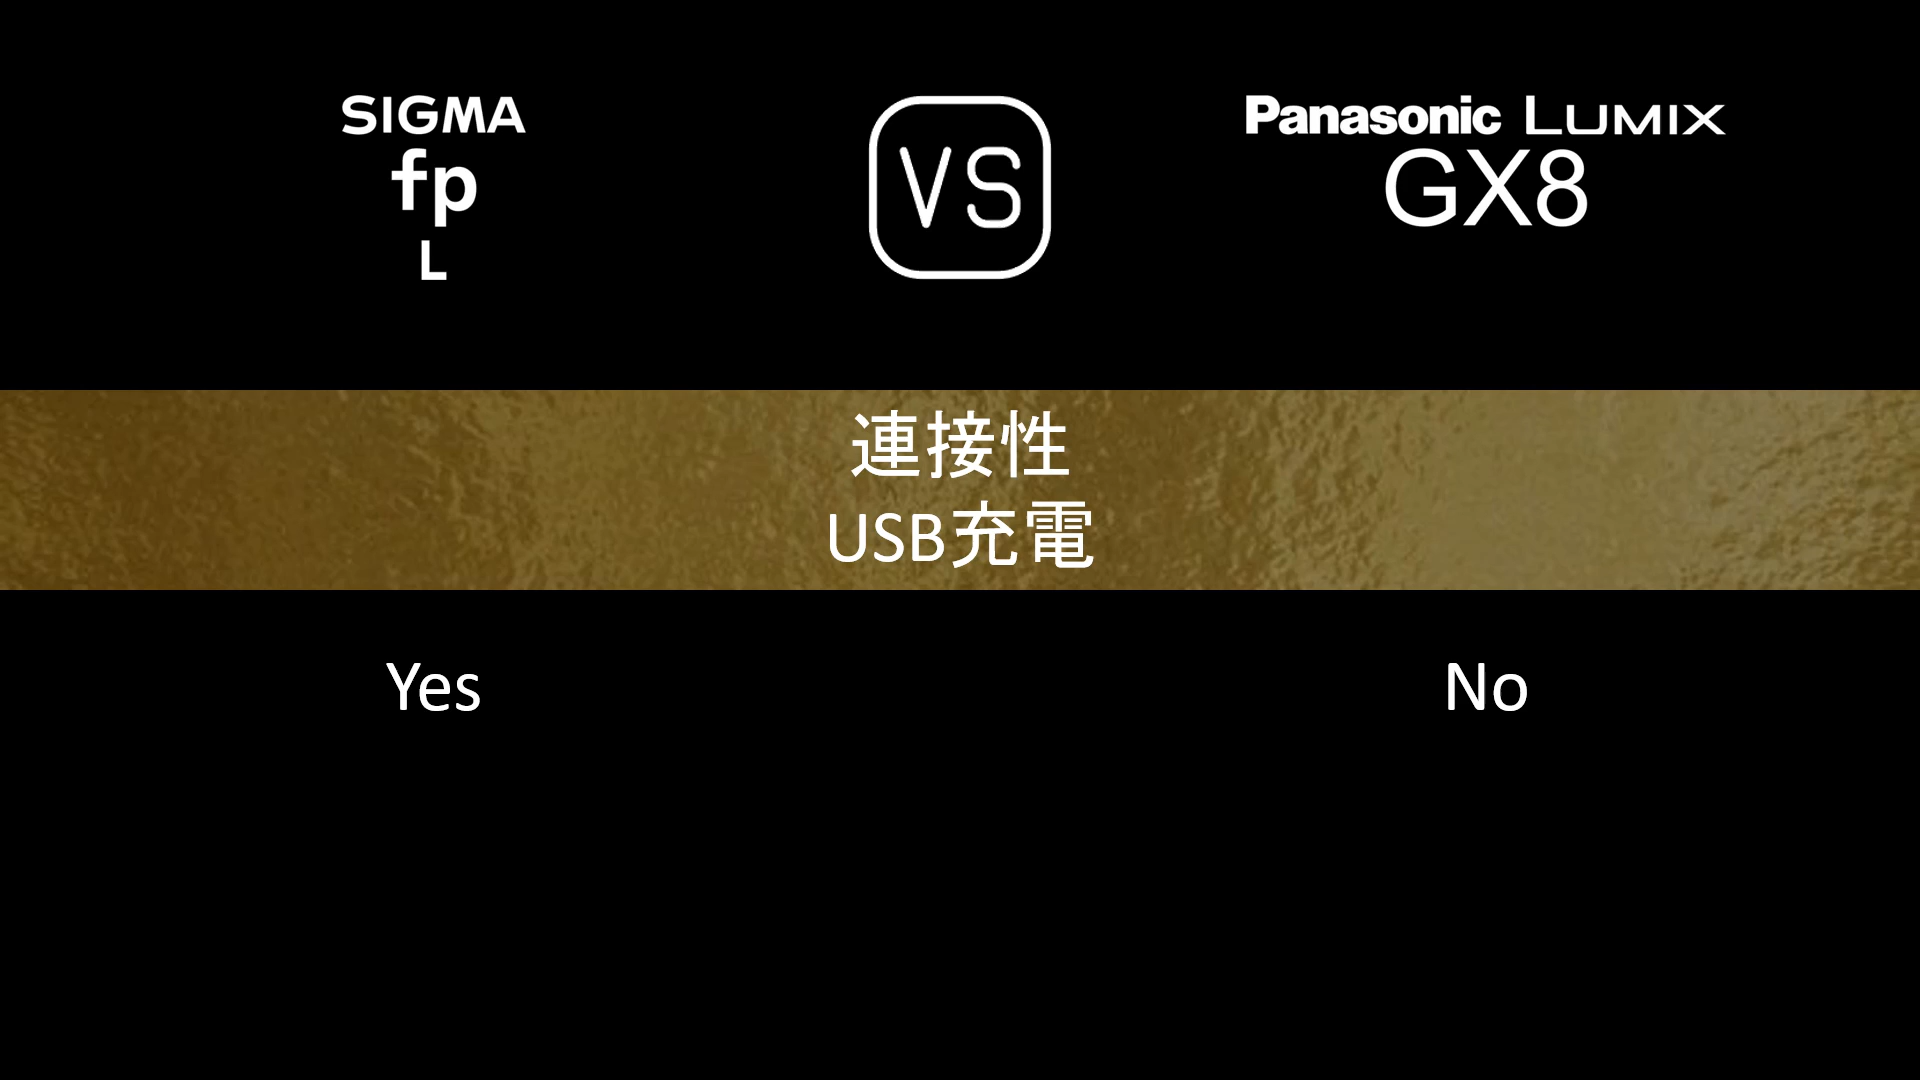 SIGMA
fp
L
VS
Panasonic LUMIX
GX8
連接性
USB充電
Yes
No